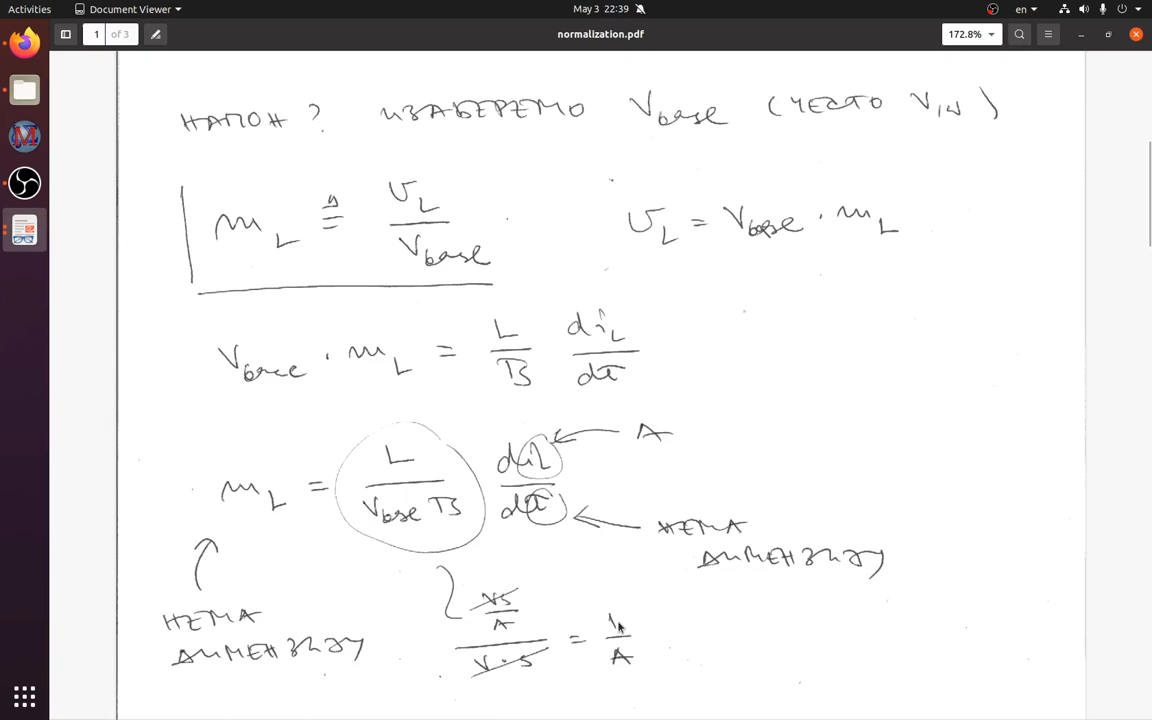 Activities Document Viewer May 3 22:39 en
1 of 3 normalization.pdf 172.8%
НАПОН? ИЗАБЕРЕМО Vbase (ЧЕСТО VIN)
mL ≜ vL / Vbase vL = Vbase · mL
Vbase · mL = L / TS diL / dτ
mL = L / Vbase TS diL / dτ ← A
← НЕМА
ДИМЕНЗИЈУ
НЕМА
ДИМЕНЗИЈУ
VS / A / V·S = 1 / A